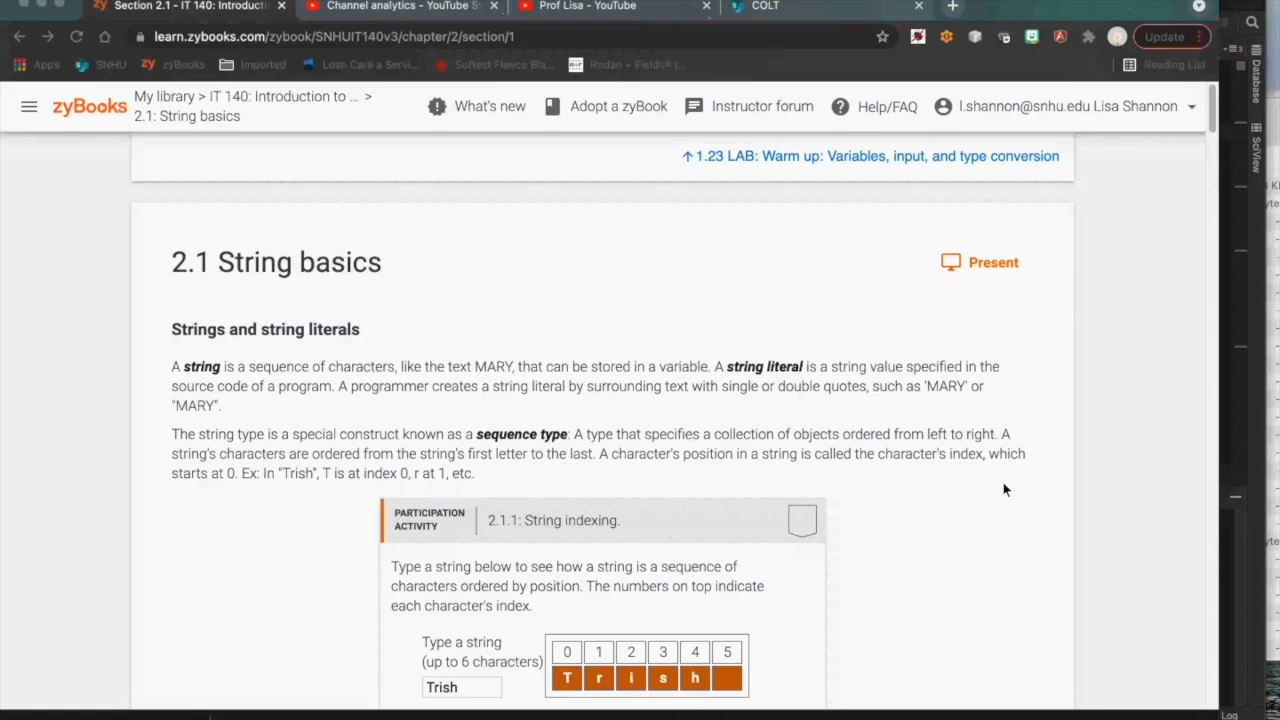 Section 2.1 - IT 140: Introducti
Channel analytics - YouTube S
Prof Lisa - YouTube
COLT
learn.zybooks.com/zybook/SNHUIT140v3/chapter/2/section/1
Update
Apps
SNHU
zyBooks
Imported
Loan Care a Servi...
Softest Fleece Bla...
Rodan + Fields® |...
Reading List
Database
SciView
zyBooks
My library > IT 140: Introduction to ... >
2.1: String basics
What's new
Adopt a zyBook
Instructor forum
Help/FAQ
l.shannon@snhu.edu Lisa Shannon
1.23 LAB: Warm up: Variables, input, and type conversion
2.1 String basics
Present
Strings and string literals
A string is a sequence of characters, like the text MARY, that can be stored in a variable. A string literal is a string value specified in the
source code of a program. A programmer creates a string literal by surrounding text with single or double quotes, such as 'MARY' or
"MARY".
The string type is a special construct known as a sequence type: A type that specifies a collection of objects ordered from left to right. A
string's characters are ordered from the string's first letter to the last. A character's position in a string is called the character's index, which
starts at 0. Ex: In "Trish", T is at index 0, r at 1, etc.
PARTICIPATION
ACTIVITY
2.1.1: String indexing.
Type a string below to see how a string is a sequence of
characters ordered by position. The numbers on top indicate
each character's index.
Type a string
(up to 6 characters)
Trish
0 1 2 3 4 5
T r i s h
Log